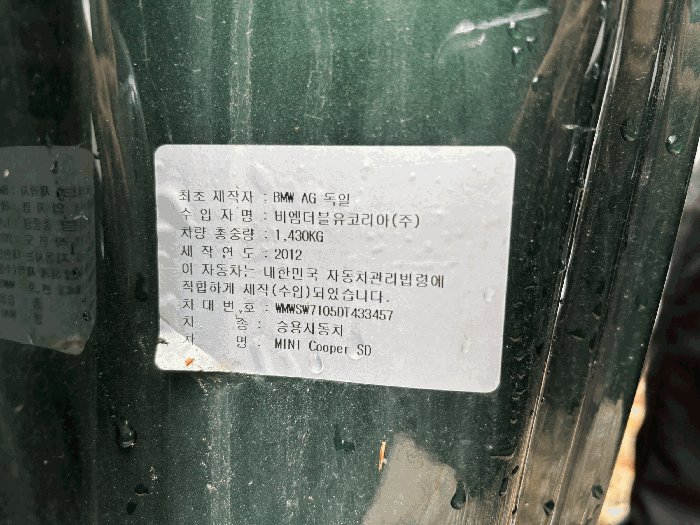 최초 제작자 : BMW AG 독일
수 입 자 명 : 비엠더블유코리아(주)
차량 총중량 : 1,430KG
제 작 연 도 : 2012
이 자동차는 대한민국 자동차관리법령에
적합하게 제작(수입)되었습니다.
차 대 번 호 : WMWSW7105DT433457
차 종 : 승용자동차
차 명 : MINI Cooper SD